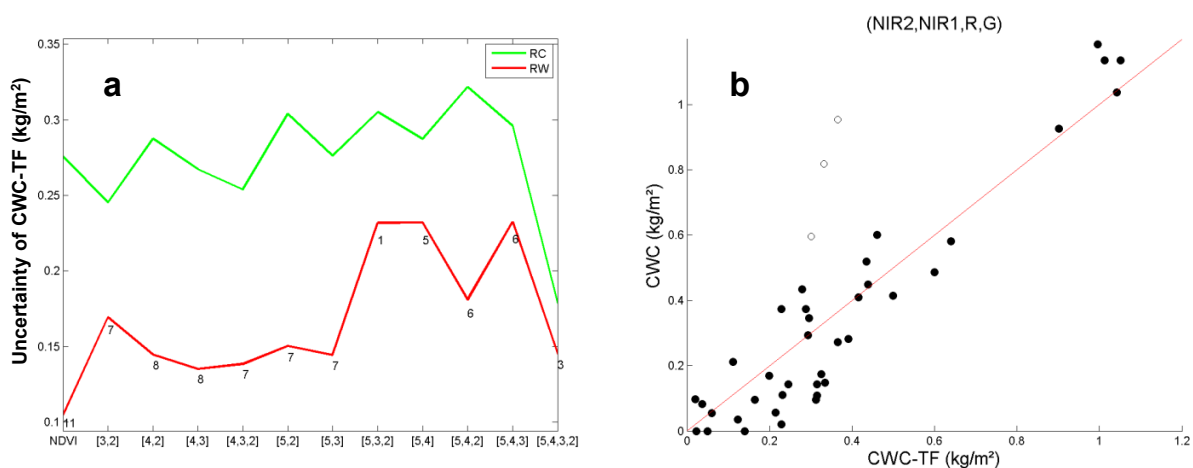 a
RC
RW
Uncertainty of CWC-TF (kg/m²)
0.35
0.3
0.25
0.2
0.15
0.1
11
7
8
8
7
7
7
1
5
6
6
3
NDVI [3,2] [4,2] [4,3] [4,3,2] [5,2] [5,3] [5,3,2] [5,4] [5,4,2] [5,4,3] [5,4,3,2]
(NIR2,NIR1,R,G)
b
CWC (kg/m²)
1
0.8
0.6
0.4
0.2
0
0 0.2 0.4 0.6 0.8 1 1.2
CWC-TF (kg/m²)